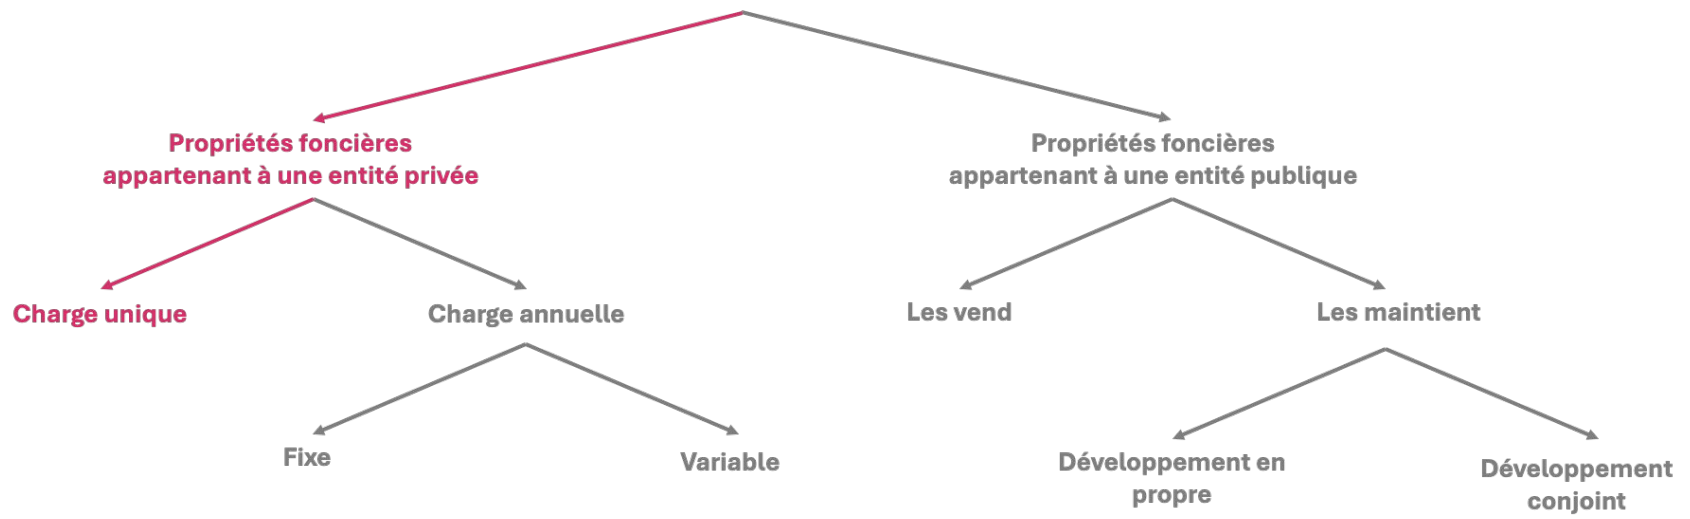 Propriétés foncières
appartenant à une entité privée
Propriétés foncières
appartenant à une entité publique
Charge unique
Charge annuelle
Les vend
Les maintient
Fixe
Variable
Développement en
propre
Développement
conjoint